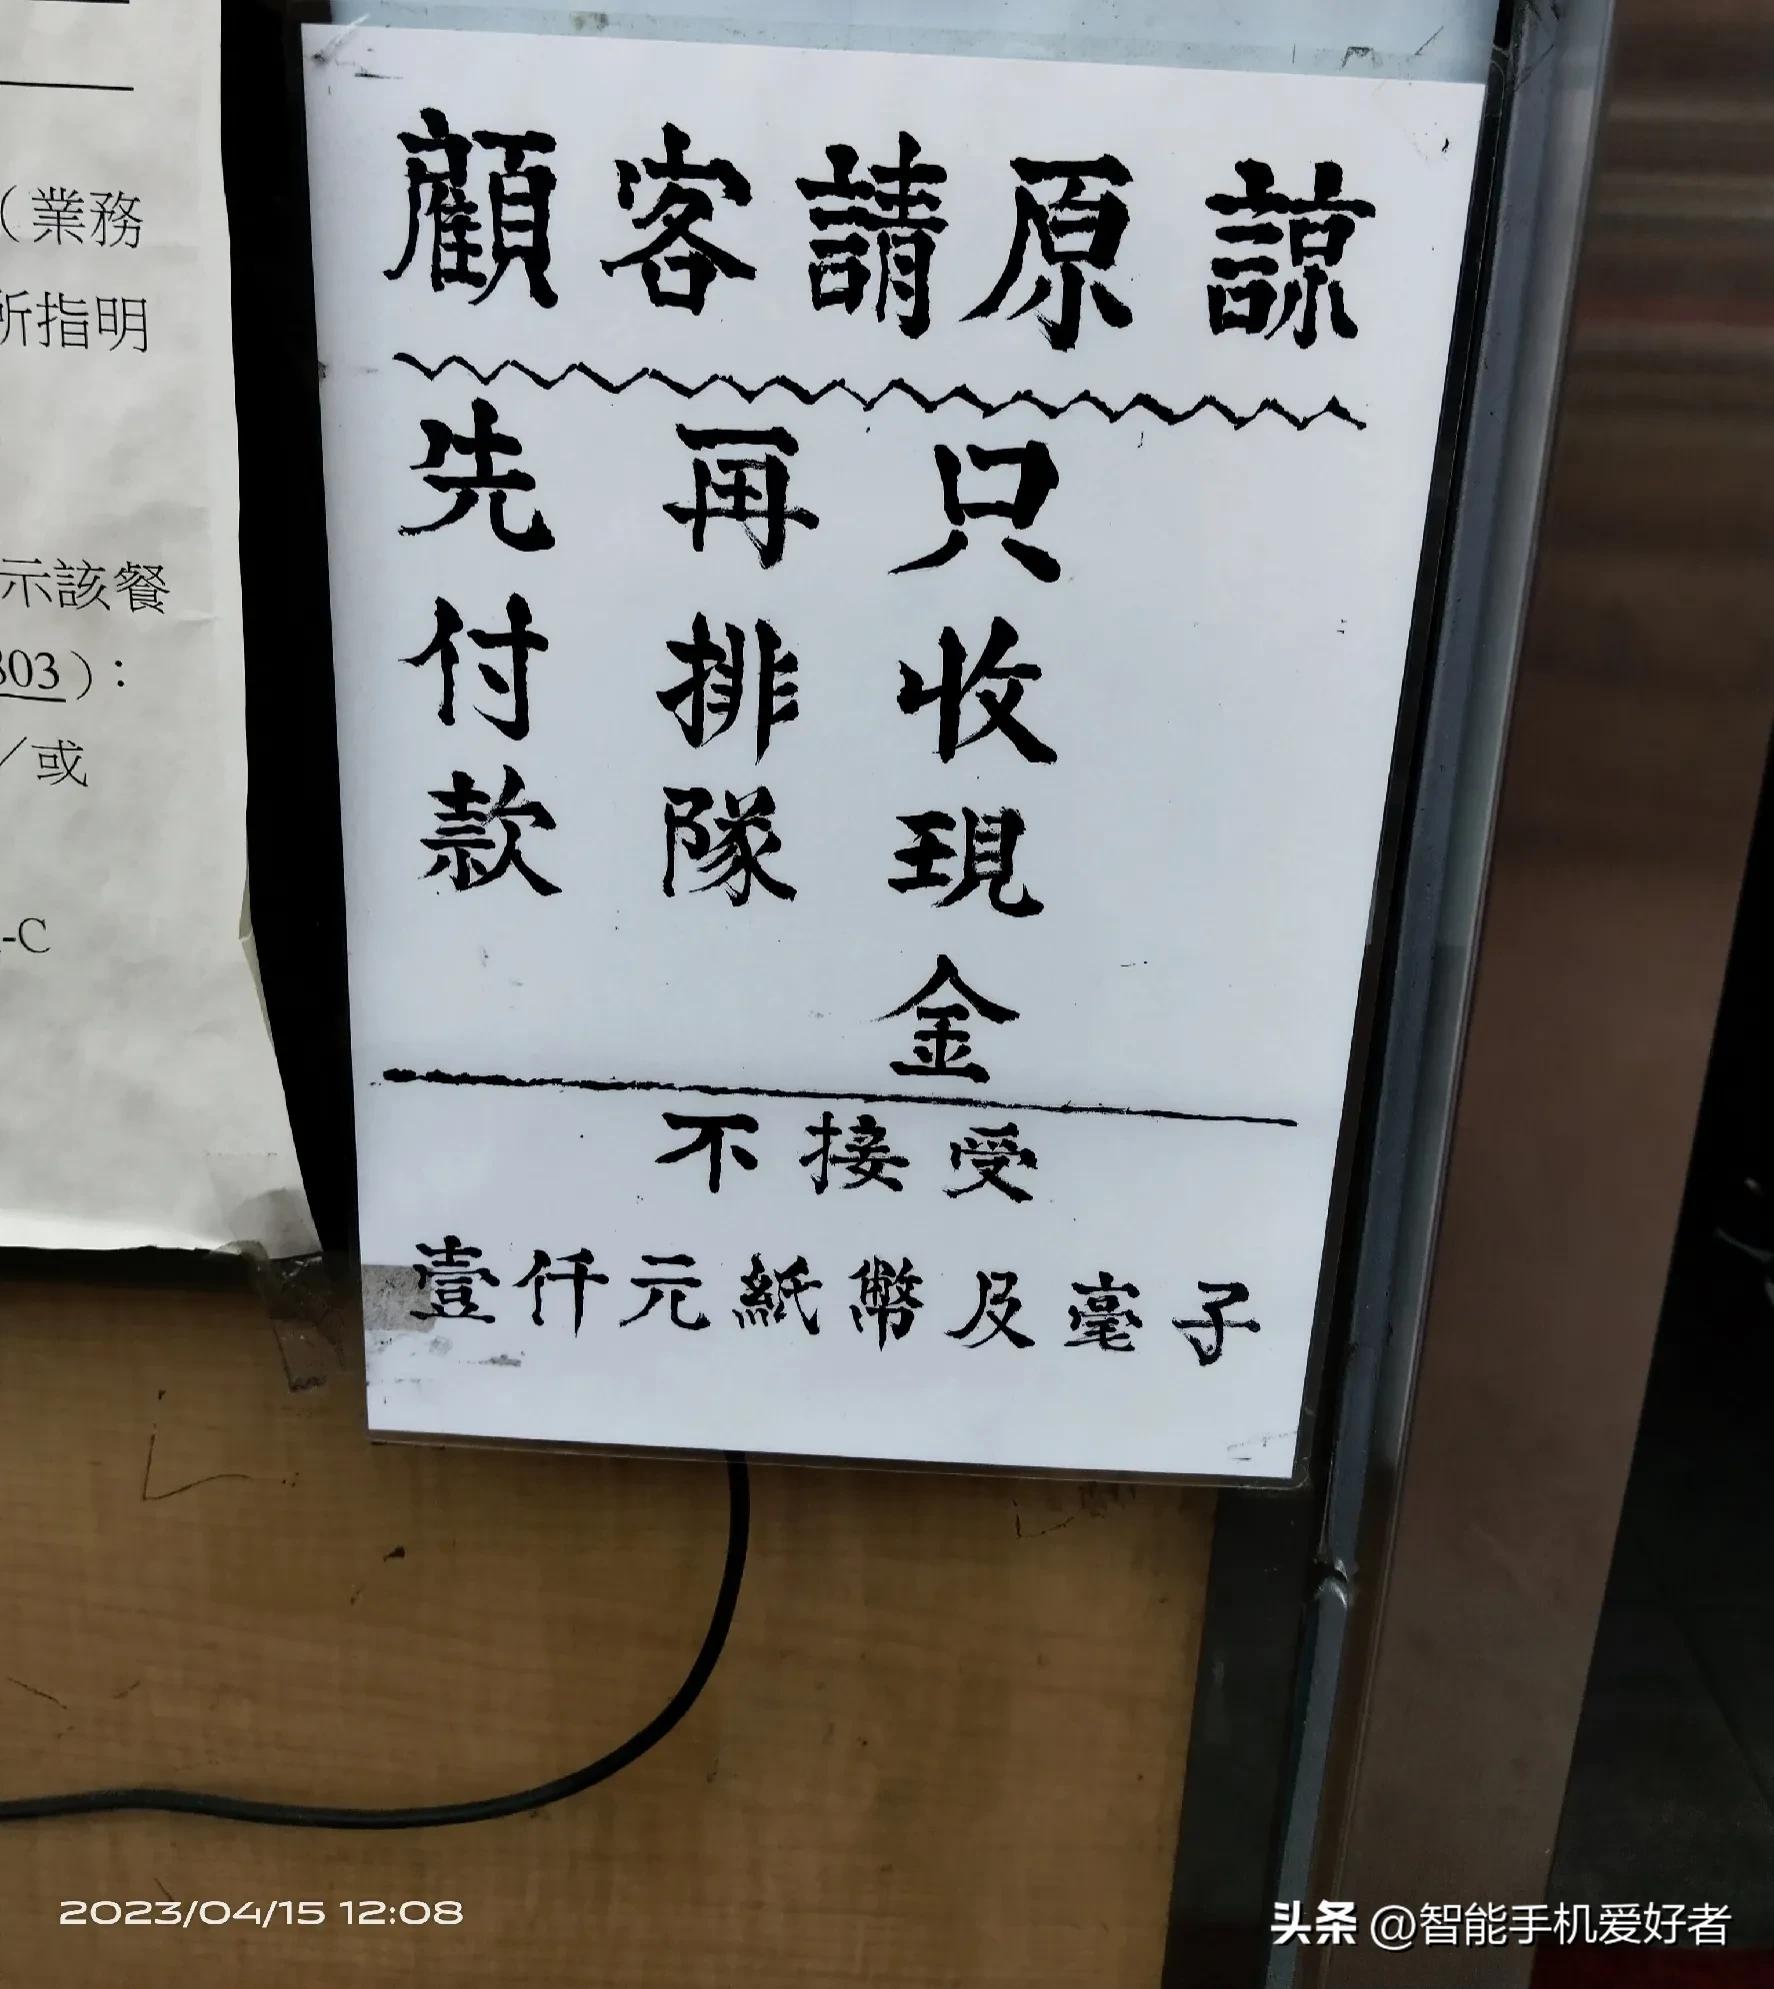 顧客請原諒
先付款
再排隊
只收現金
不接受
壹仟元紙幣及毫子
（業務
所指明
示該餐
303）：
／或
-C
2023/04/15 12:08
头条 @智能手机爱好者